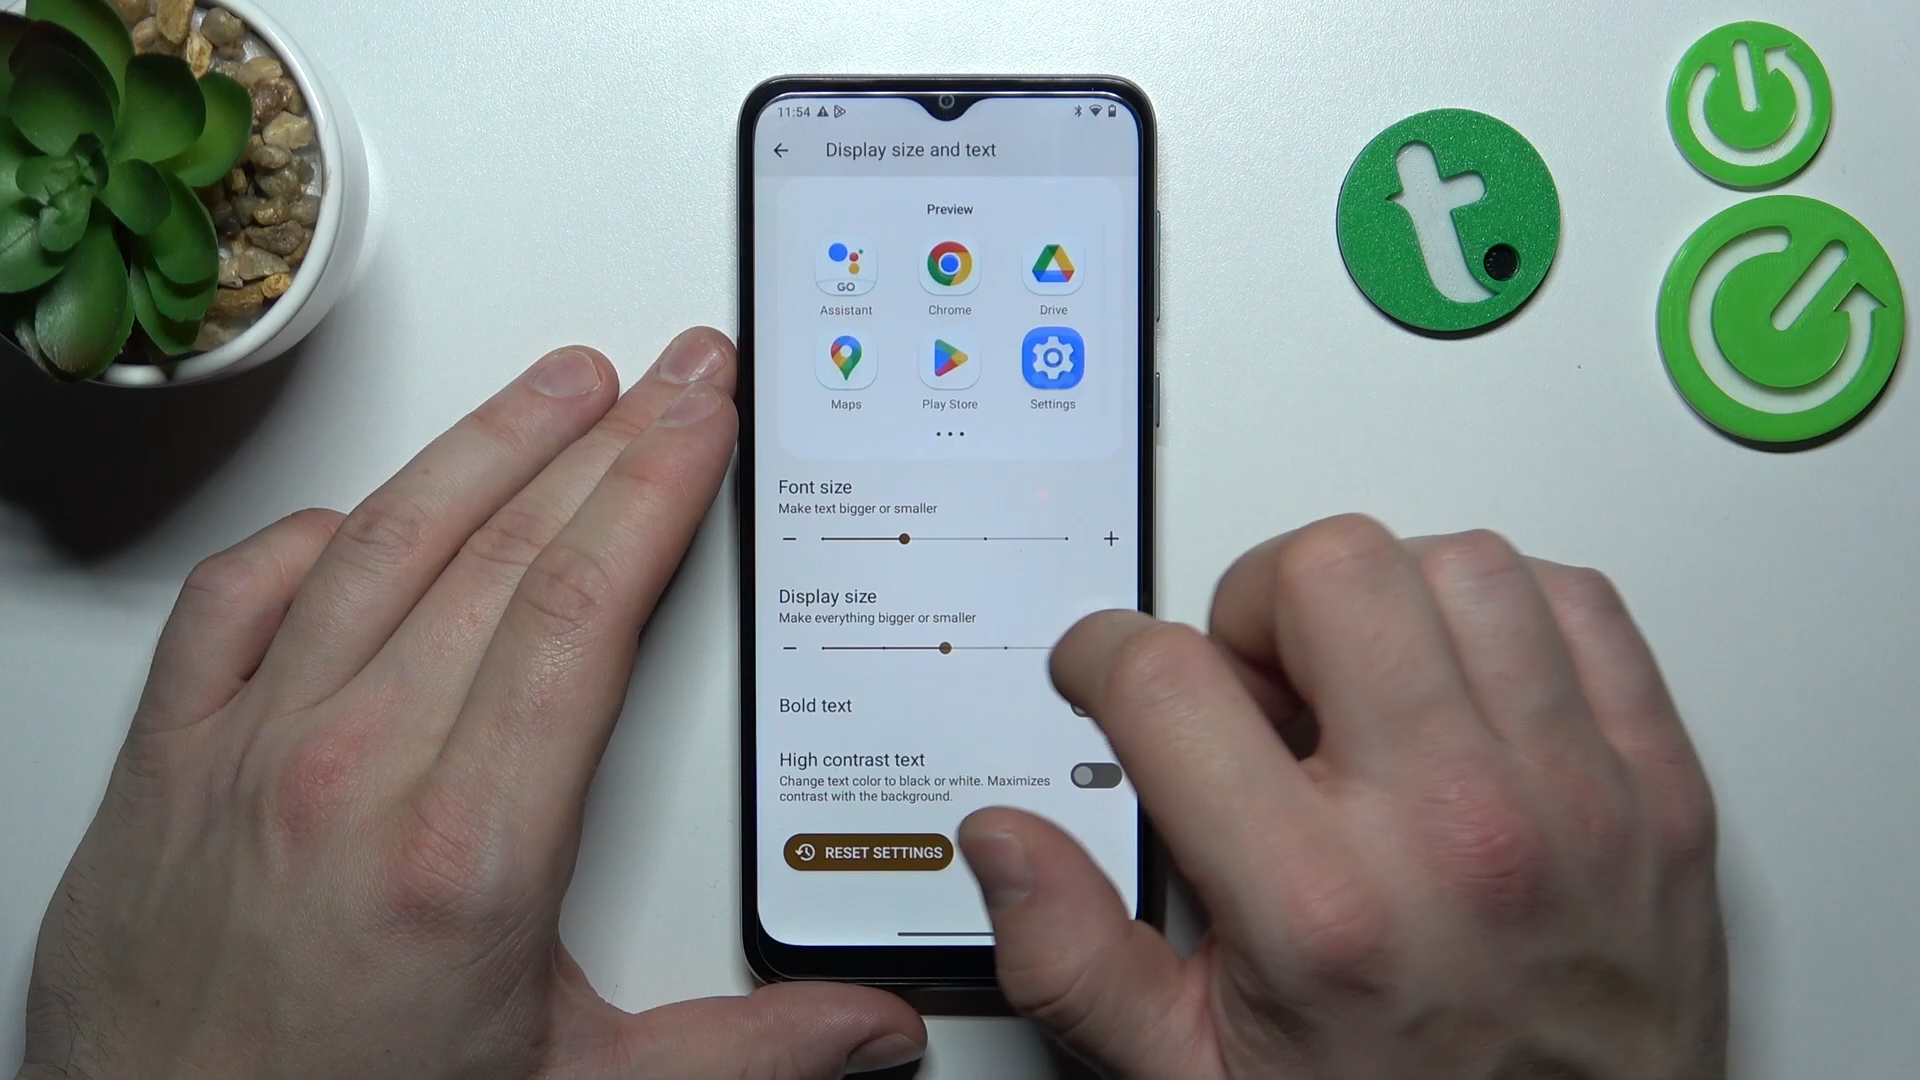 11:54
Display size and text
Preview
GO
Assistant Chrome Drive
Maps Play Store Settings
Font size
Make text bigger or smaller
Display size
Make everything bigger or smaller
Bold text
High contrast text
Change text color to black or white. Maximizes
contrast with the background.
RESET SETTINGS
t